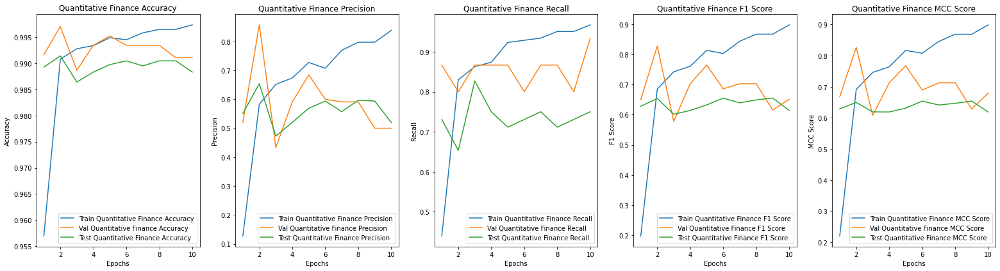 Quantitative Finance Accuracy
Accuracy
0.995
0.990
0.985
0.980
0.975
0.970
0.965
0.960
0.955
Train Quantitative Finance Accuracy
Val Quantitative Finance Accuracy
Test Quantitative Finance Accuracy
2 4 6 8 10
Epochs
Quantitative Finance Precision
Precision
0.8
0.7
0.6
0.5
0.4
0.3
0.2
0.1
Train Quantitative Finance Precision
Val Quantitative Finance Precision
Test Quantitative Finance Precision
2 4 6 8 10
Epochs
Quantitative Finance Recall
Recall
0.9
0.8
0.7
0.6
0.5
Train Quantitative Finance Recall
Val Quantitative Finance Recall
Test Quantitative Finance Recall
2 4 6 8 10
Epochs
Quantitative Finance F1 Score
F1 Score
0.9
0.8
0.7
0.6
0.5
0.4
0.3
0.2
Train Quantitative Finance F1 Score
Val Quantitative Finance F1 Score
Test Quantitative Finance F1 Score
2 4 6 8 10
Epochs
Quantitative Finance MCC Score
MCC Score
0.9
0.8
0.7
0.6
0.5
0.4
0.3
0.2
Train Quantitative Finance MCC Score
Val Quantitative Finance MCC Score
Test Quantitative Finance MCC Score
2 4 6 8 10
Epochs